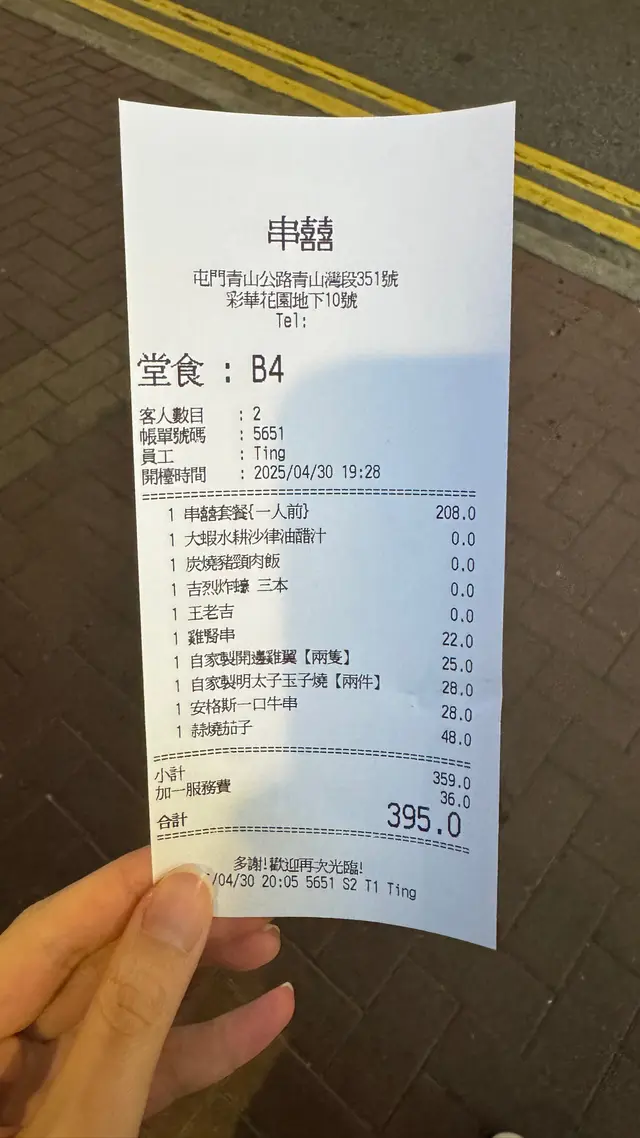 串囍
屯門青山公路青山灣段351號
彩華花園地下10號
Tel:
堂食 : B4
客人數目 : 2
帳單號碼 : 5651
員工 : Ting
開檯時間 : 2025/04/30 19:28
1 串囍套餐{一人前} 208.0
1 大蝦水耕沙律油醋汁 0.0
1 炭燒豬頸肉飯 0.0
1 吉烈炸蠔 三本 0.0
1 王老吉 0.0
1 雞腎串 22.0
1 自家製開邊雞翼【兩隻】 25.0
1 自家製明太子玉子燒【兩件】 28.0
1 安格斯一口牛串 28.0
1 蒜燒茄子 48.0
小計 359.0
加一服務費 36.0
合計 395.0
多謝!歡迎再次光臨!
/04/30 20:05 5651 S2 T1 Ting